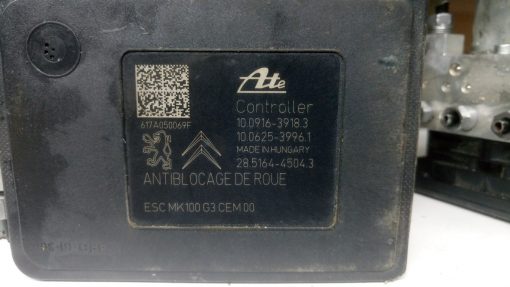 Ate
Controller
10.0916-3918.3
10.0625-3996.1
MADE IN HUNGARY
28.5164-4504.3
617A050069F
ANTIBLOCAGE DE ROUE
ESC MK100 G3 CEM 00